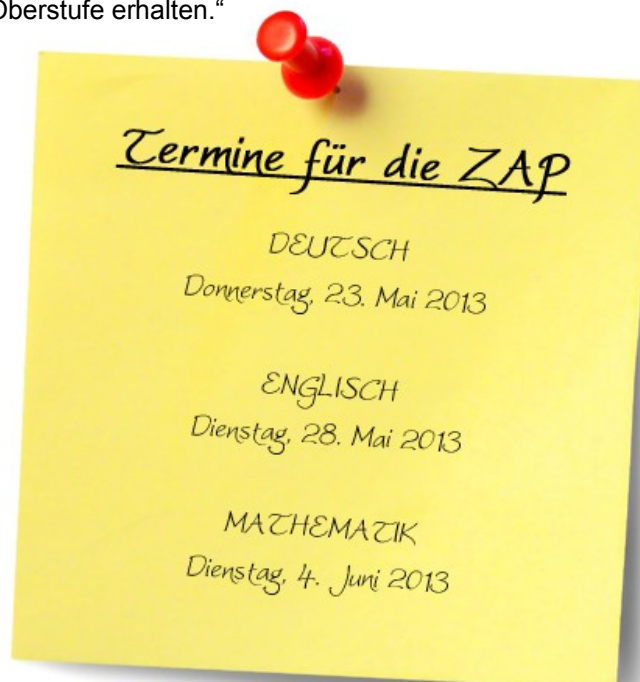 Oberstufe erhalten.“
Termine für die ZAP
DEUTSCH
Donnerstag, 23. Mai 2013
ENGLISCH
Dienstag, 28. Mai 2013
MATHEMATIK
Dienstag, 4. Juni 2013